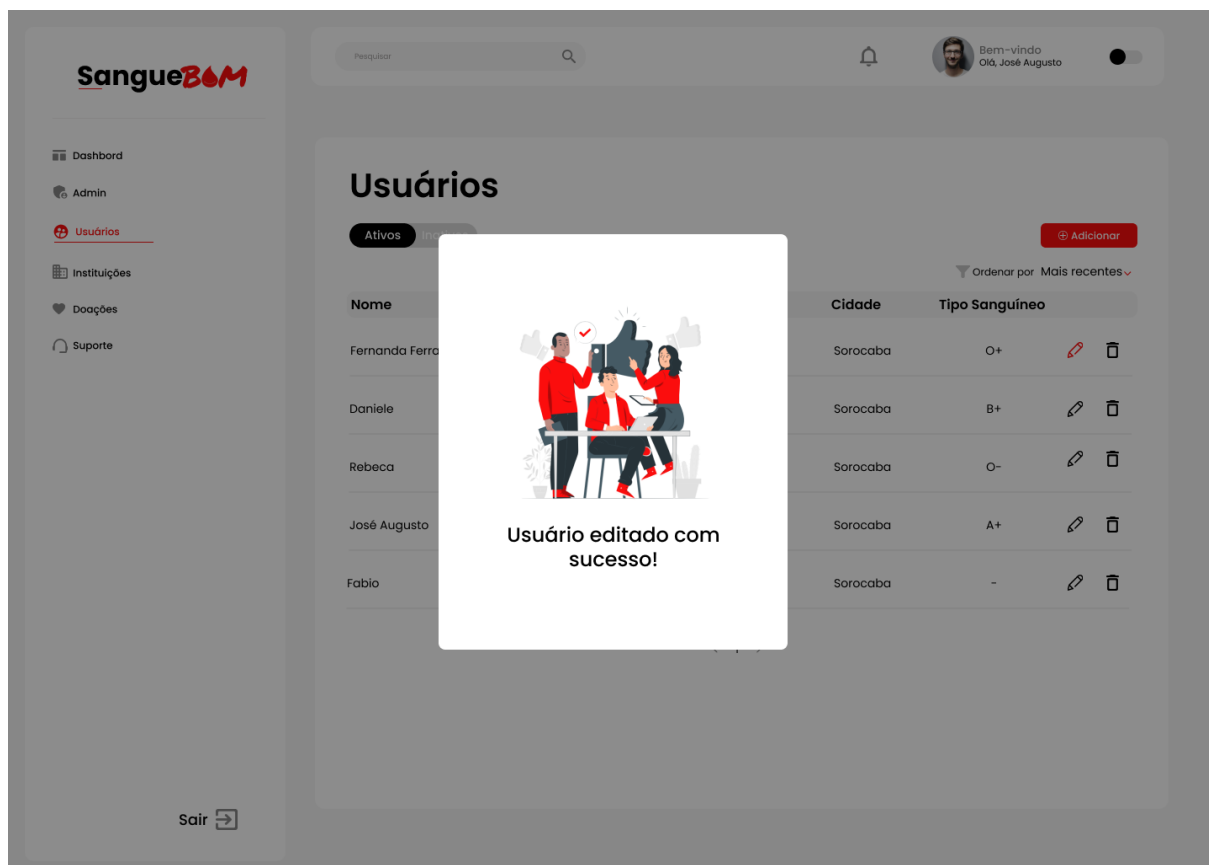 SangueBOM
Pesquisar
Bem-vindo
Olá, José Augusto
Dashbord
Admin
Usuários
Instituições
Doações
Suporte
Sair
Usuários
Ativos
Adicionar
Ordenar por Mais recentes
Nome Cidade Tipo Sanguíneo
Fernanda Ferro Sorocaba O+
Daniele Sorocaba B+
Rebeca Sorocaba O-
José Augusto Sorocaba A+
Fabio Sorocaba -
Usuário editado com
sucesso!